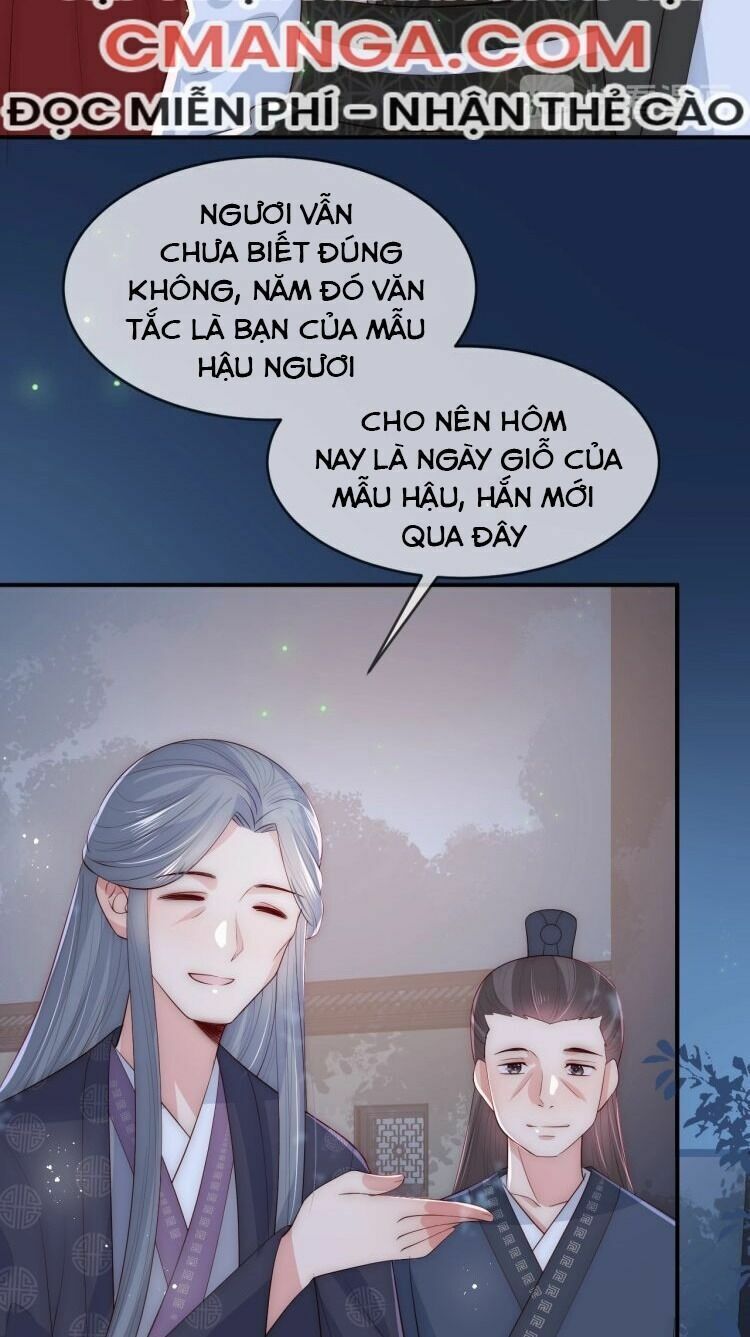 CMANGA.COM
ĐỌC MIỄN PHÍ - NHẬN THẺ CÀO
NGƯƠI VẪN
CHƯA BIẾT ĐÚNG
KHÔNG, NĂM ĐÓ VĂN
TẮC LÀ BẠN CỦA MẪU
HẬU NGƯƠI
CHO NÊN HÔM
NAY LÀ NGÀY GIỖ CỦA
MẪU HẬU, HẮN MỚI
QUA ĐÂY